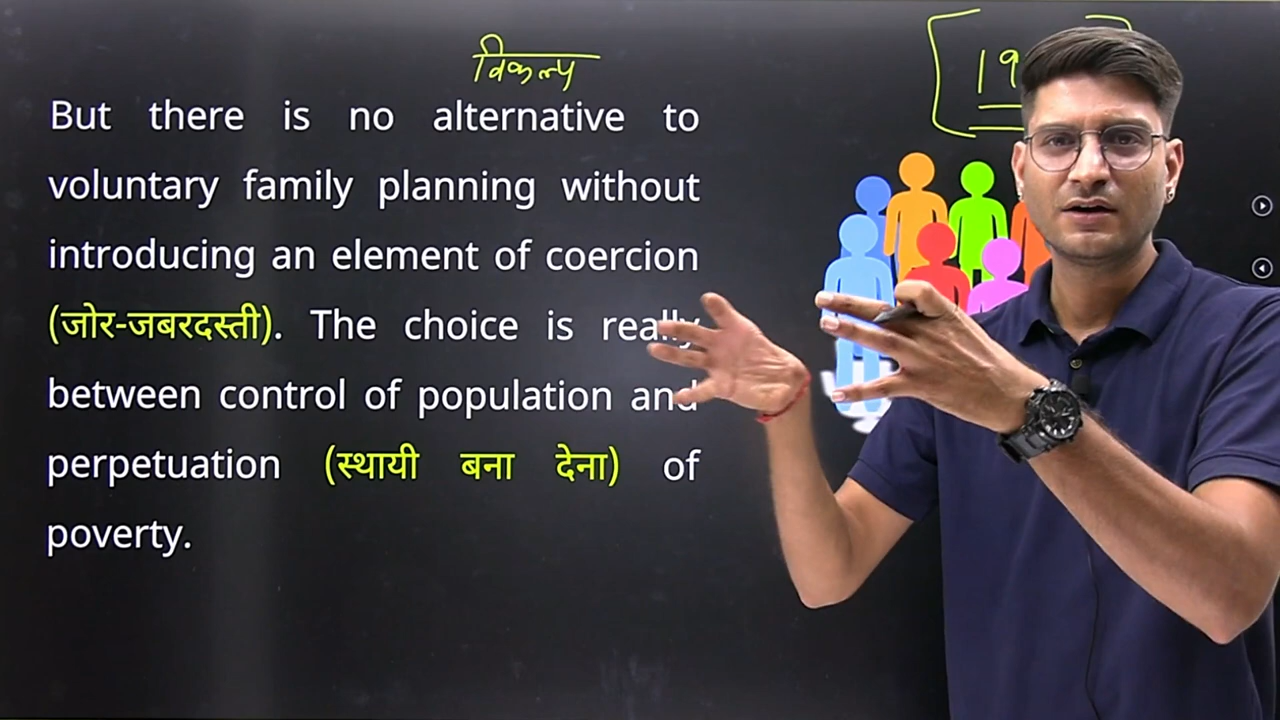 विकल्प
19
But there is no alternative to
voluntary family planning without
introducing an element of coercion
(जोर-जबरदस्ती). The choice is really
between control of population and
perpetuation (स्थायी बना देना) of
poverty.